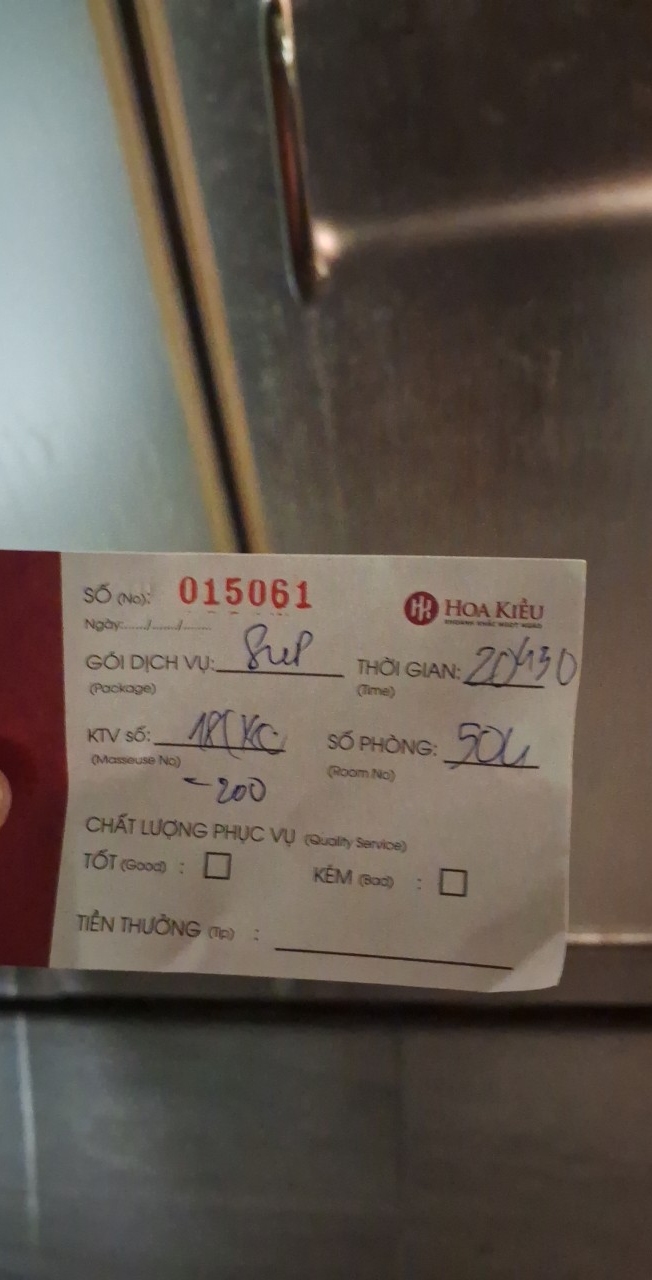 SỐ (No): 015061
HOA KIỀU
Ngày:....../....../........
GÓI DỊCH VỤ: SuP
(Package)
THỜI GIAN: 20h30
(Time)
KTV SỐ:
(Masseuse No)
SỐ PHÒNG: 504
(Room No)
-200
CHẤT LƯỢNG PHỤC VỤ (Quality Service)
TỐT (Good) :
KÉM (Bad) :
TIỀN THƯỞNG (Tip) :